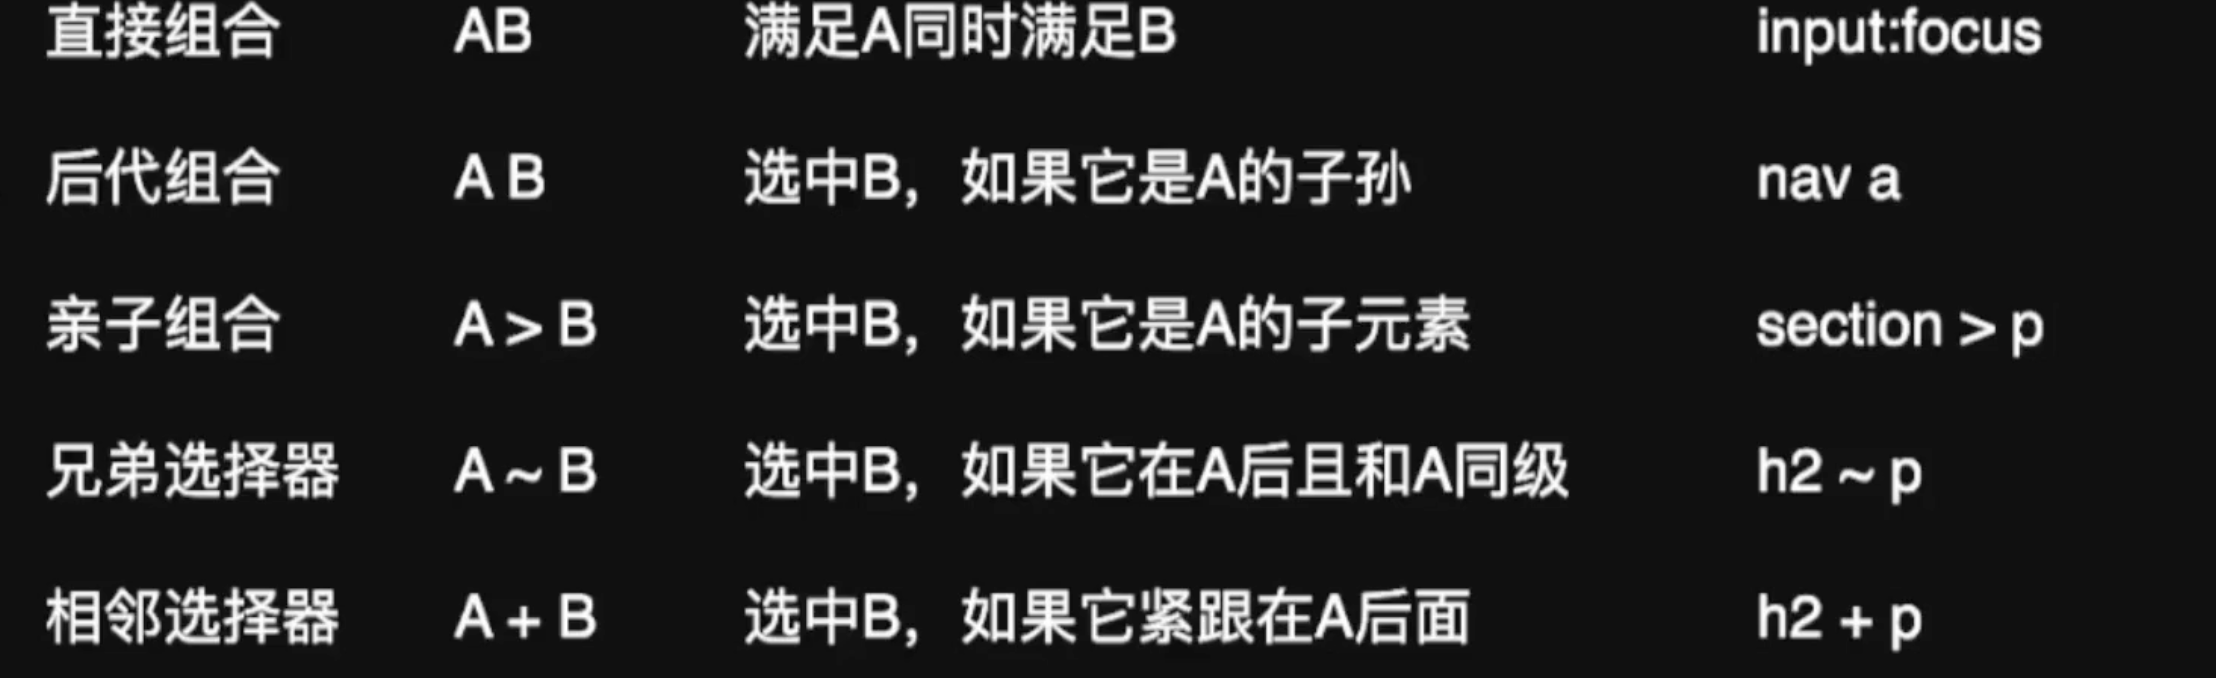 直接组合 AB 满足A同时满足B input:focus
后代组合 A B 选中B，如果它是A的子孙 nav a
亲子组合 A > B 选中B，如果它是A的子元素 section > p
兄弟选择器 A ~ B 选中B，如果它在A后且和A同级 h2 ~ p
相邻选择器 A + B 选中B，如果它紧跟在A后面 h2 + p